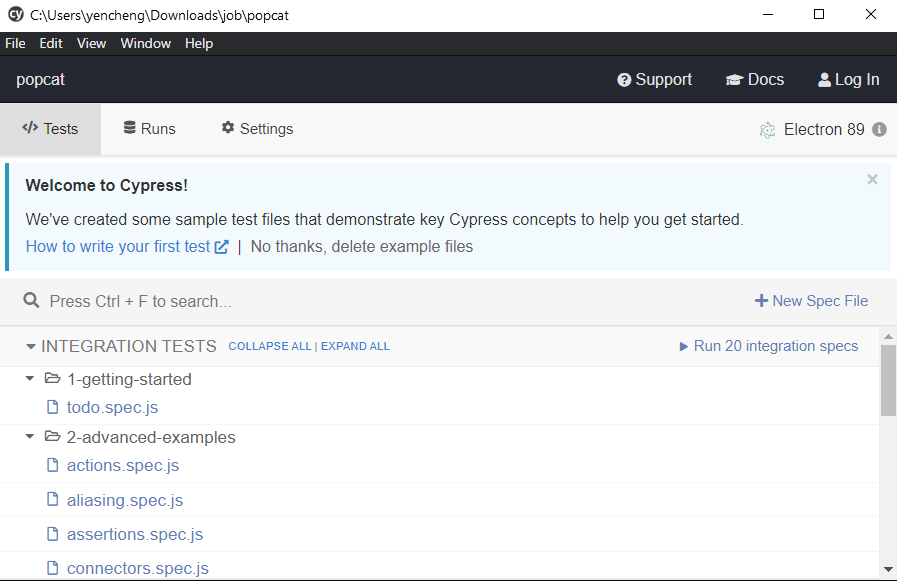 C:\Users\yencheng\Downloads\job\popcat
File Edit View Window Help
popcat Support Docs Log In
Tests Runs Settings Electron 89
Welcome to Cypress!
We've created some sample test files that demonstrate key Cypress concepts to help you get started.
How to write your first test | No thanks, delete example files
Press Ctrl + F to search... New Spec File
INTEGRATION TESTS COLLAPSE ALL | EXPAND ALL Run 20 integration specs
1-getting-started
todo.spec.js
2-advanced-examples
actions.spec.js
aliasing.spec.js
assertions.spec.js
connectors.spec.js